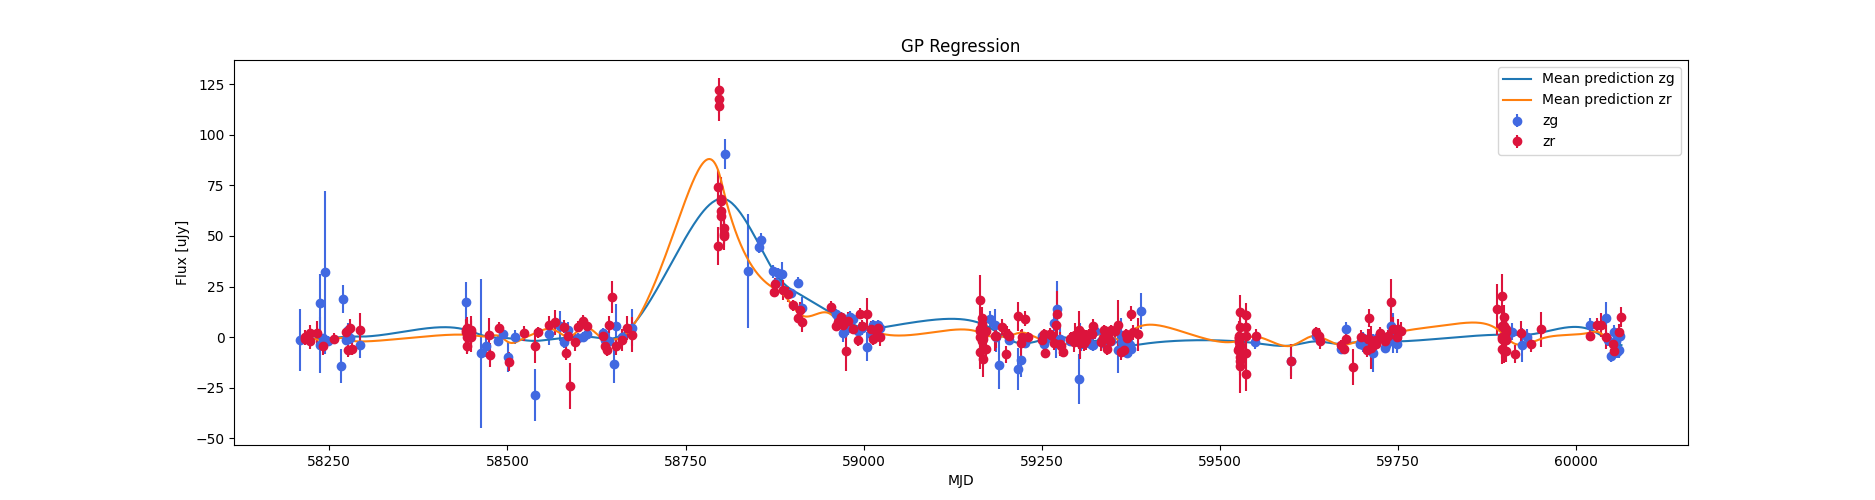 GP Regression
Flux [uJy]
125
100
75
50
25
0
−25
−50
58250
58500
58750
59000
59250
59500
59750
60000
MJD
Mean prediction zg
Mean prediction zr
zg
zr